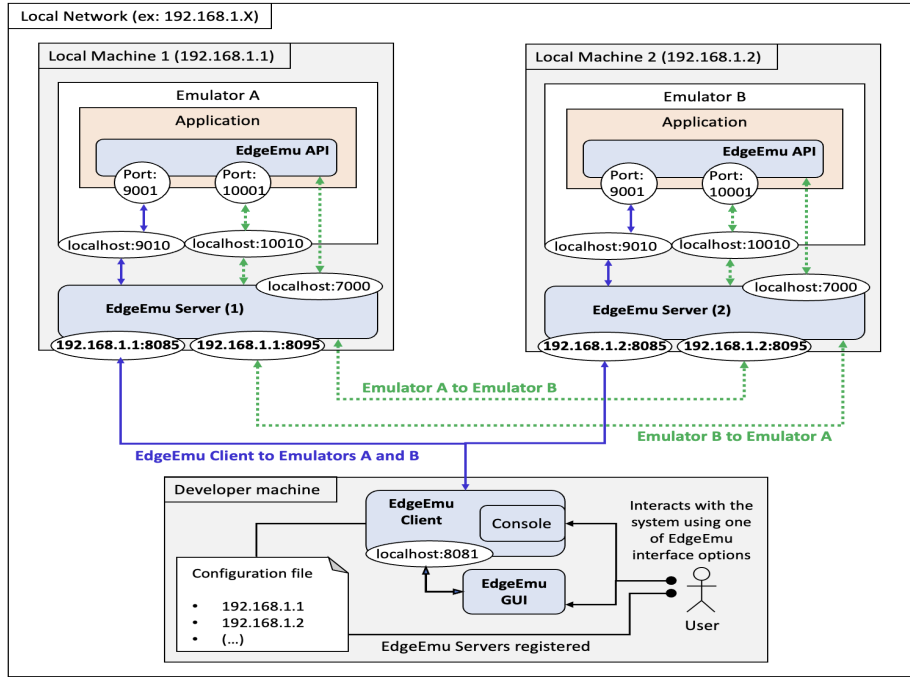 Local Network (ex: 192.168.1.X)
Local Machine 1 (192.168.1.1)
Emulator A
Application
EdgeEmu API
Port:
9001
Port:
10001
localhost:9010
localhost:10010
localhost:7000
EdgeEmu Server (1)
192.168.1.1:8085
192.168.1.1:8095
Local Machine 2 (192.168.1.2)
Emulator B
Application
EdgeEmu API
Port:
9001
Port:
10001
localhost:9010
localhost:10010
localhost:7000
EdgeEmu Server (2)
192.168.1.2:8085
192.168.1.2:8095
Emulator A to Emulator B
Emulator B to Emulator A
EdgeEmu Client to Emulators A and B
Developer machine
EdgeEmu
Client
Console
localhost:8081
EdgeEmu
GUI
Configuration file
• 192.168.1.1
• 192.168.1.2
• (...)
Interacts with the
system using one
of EdgeEmu
interface options
User
EdgeEmu Servers registered